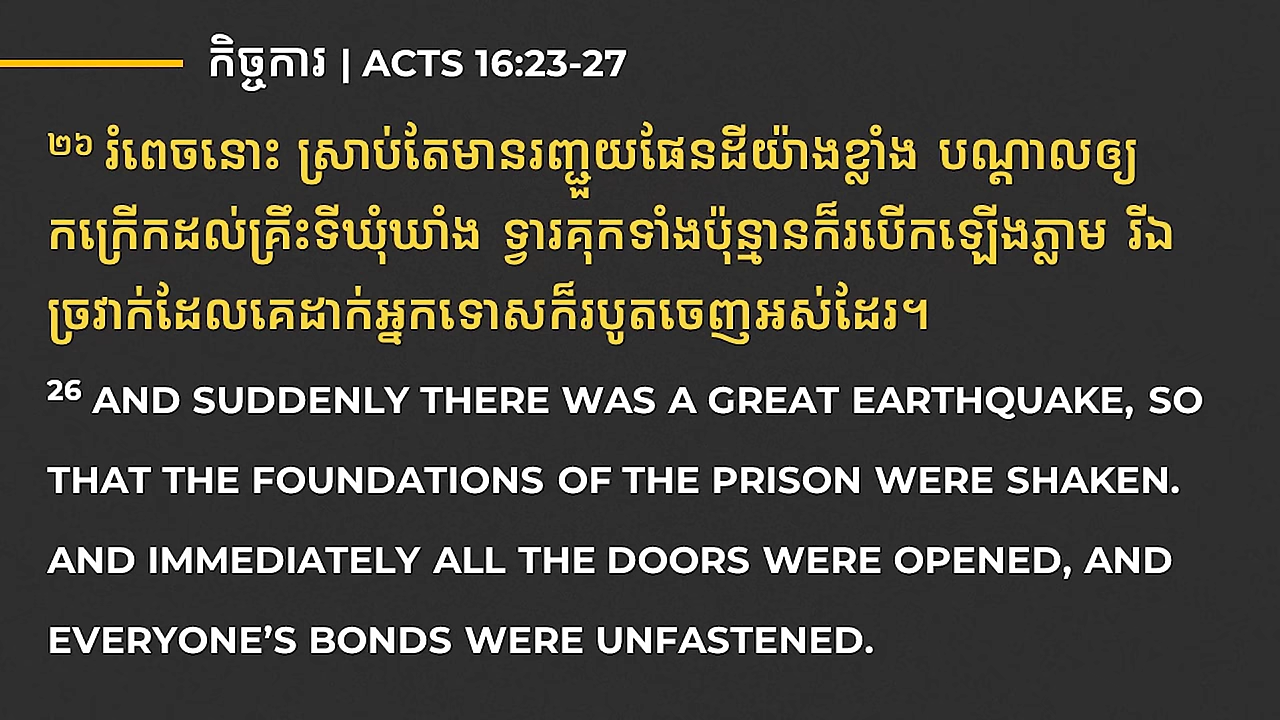 កិច្ចការ | ACTS 16:23-27
២៦ រំពេចនោះ ស្រាប់តែមានរញ្ជួយផែនដីយ៉ាងខ្លាំង បណ្ដាលឲ្យ
កក្រើកដល់គ្រឹះទីឃុំឃាំង ទ្វារគុកទាំងប៉ុន្មានក៏របើកឡើងភ្លាម រីឯ
ច្រវាក់ដែលគេដាក់អ្នកទោសក៏របូតចេញអស់ដែរ។
26 AND SUDDENLY THERE WAS A GREAT EARTHQUAKE, SO
THAT THE FOUNDATIONS OF THE PRISON WERE SHAKEN.
AND IMMEDIATELY ALL THE DOORS WERE OPENED, AND
EVERYONE’S BONDS WERE UNFASTENED.